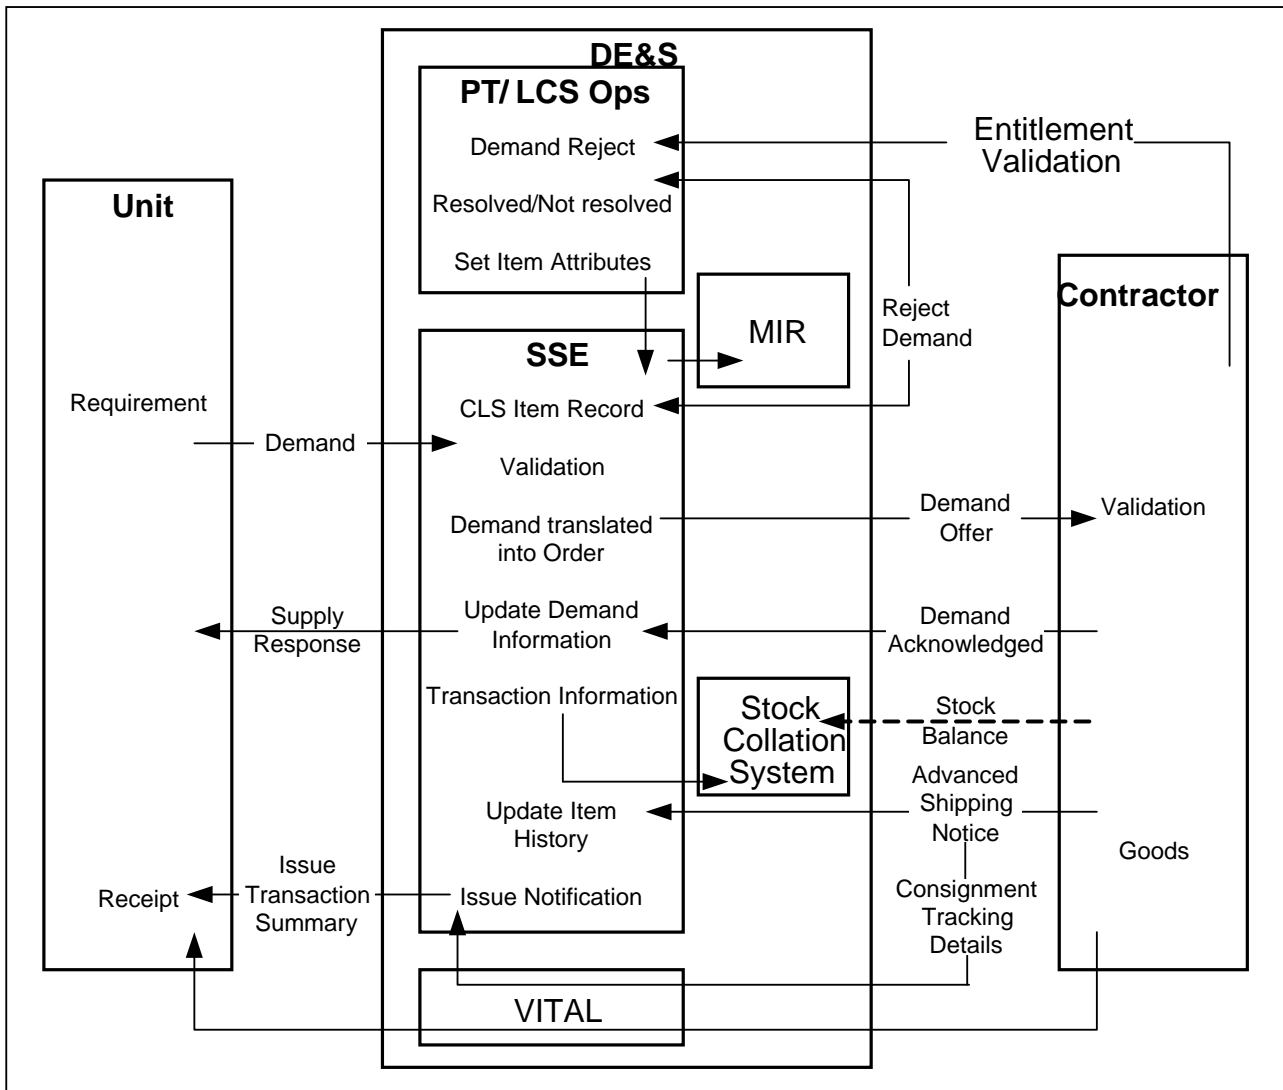 DE&S
PT/ LCS Ops
Demand Reject
Resolved/Not resolved
Set Item Attributes
Entitlement
Validation
Unit
Requirement
Demand
MIR
Reject
Demand
Contractor
SSE
CLS Item Record
Validation
Demand translated
into Order
Demand
Offer
Validation
Supply
Response
Update Demand
Information
Demand
Acknowledged
Transaction Information
Stock
Collation
System
Stock
Balance
Update Item
History
Advanced
Shipping
Notice
Goods
Receipt
Issue
Transaction
Summary
Issue Notification
Consignment
Tracking
Details
VITAL